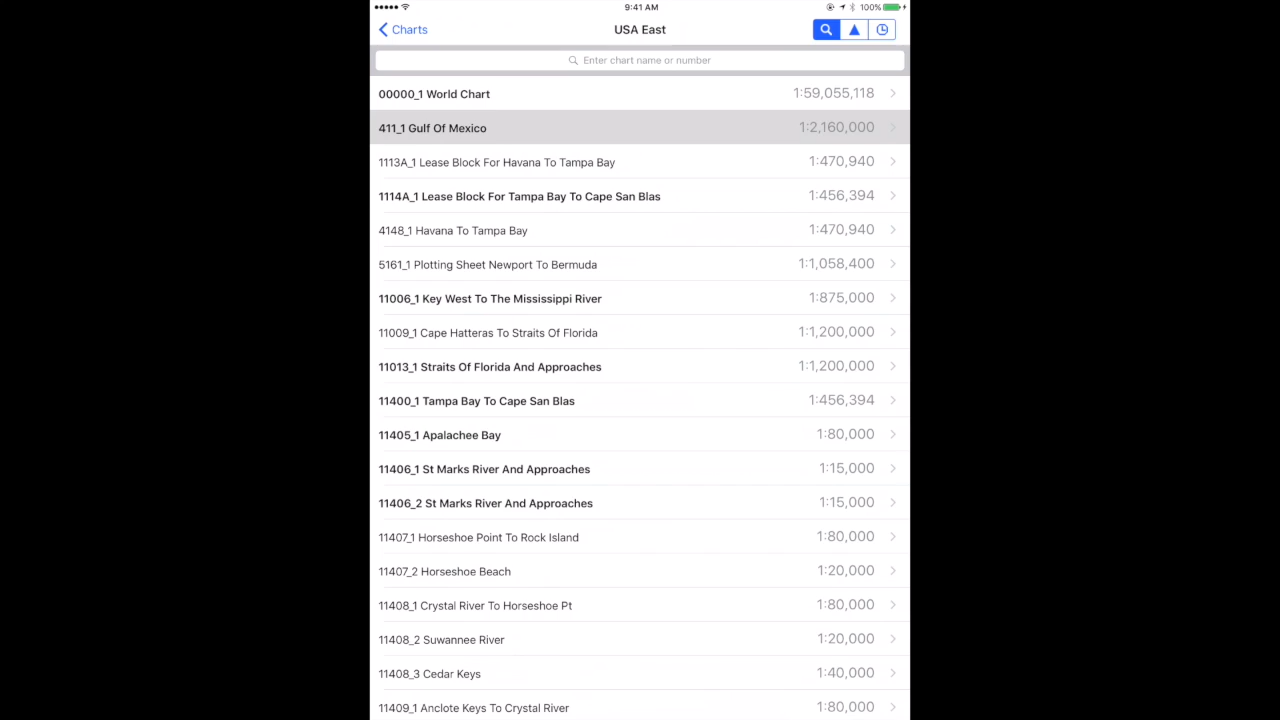 9:41 AM
100%
Charts
USA East
Enter chart name or number
00000_1 World Chart 1:59,055,118
411_1 Gulf Of Mexico 1:2,160,000
1113A_1 Lease Block For Havana To Tampa Bay 1:470,940
1114A_1 Lease Block For Tampa Bay To Cape San Blas 1:456,394
4148_1 Havana To Tampa Bay 1:470,940
5161_1 Plotting Sheet Newport To Bermuda 1:1,058,400
11006_1 Key West To The Mississippi River 1:875,000
11009_1 Cape Hatteras To Straits Of Florida 1:1,200,000
11013_1 Straits Of Florida And Approaches 1:1,200,000
11400_1 Tampa Bay To Cape San Blas 1:456,394
11405_1 Apalachee Bay 1:80,000
11406_1 St Marks River And Approaches 1:15,000
11406_2 St Marks River And Approaches 1:15,000
11407_1 Horseshoe Point To Rock Island 1:80,000
11407_2 Horseshoe Beach 1:20,000
11408_1 Crystal River To Horseshoe Pt 1:80,000
11408_2 Suwannee River 1:20,000
11408_3 Cedar Keys 1:40,000
11409_1 Anclote Keys To Crystal River 1:80,000